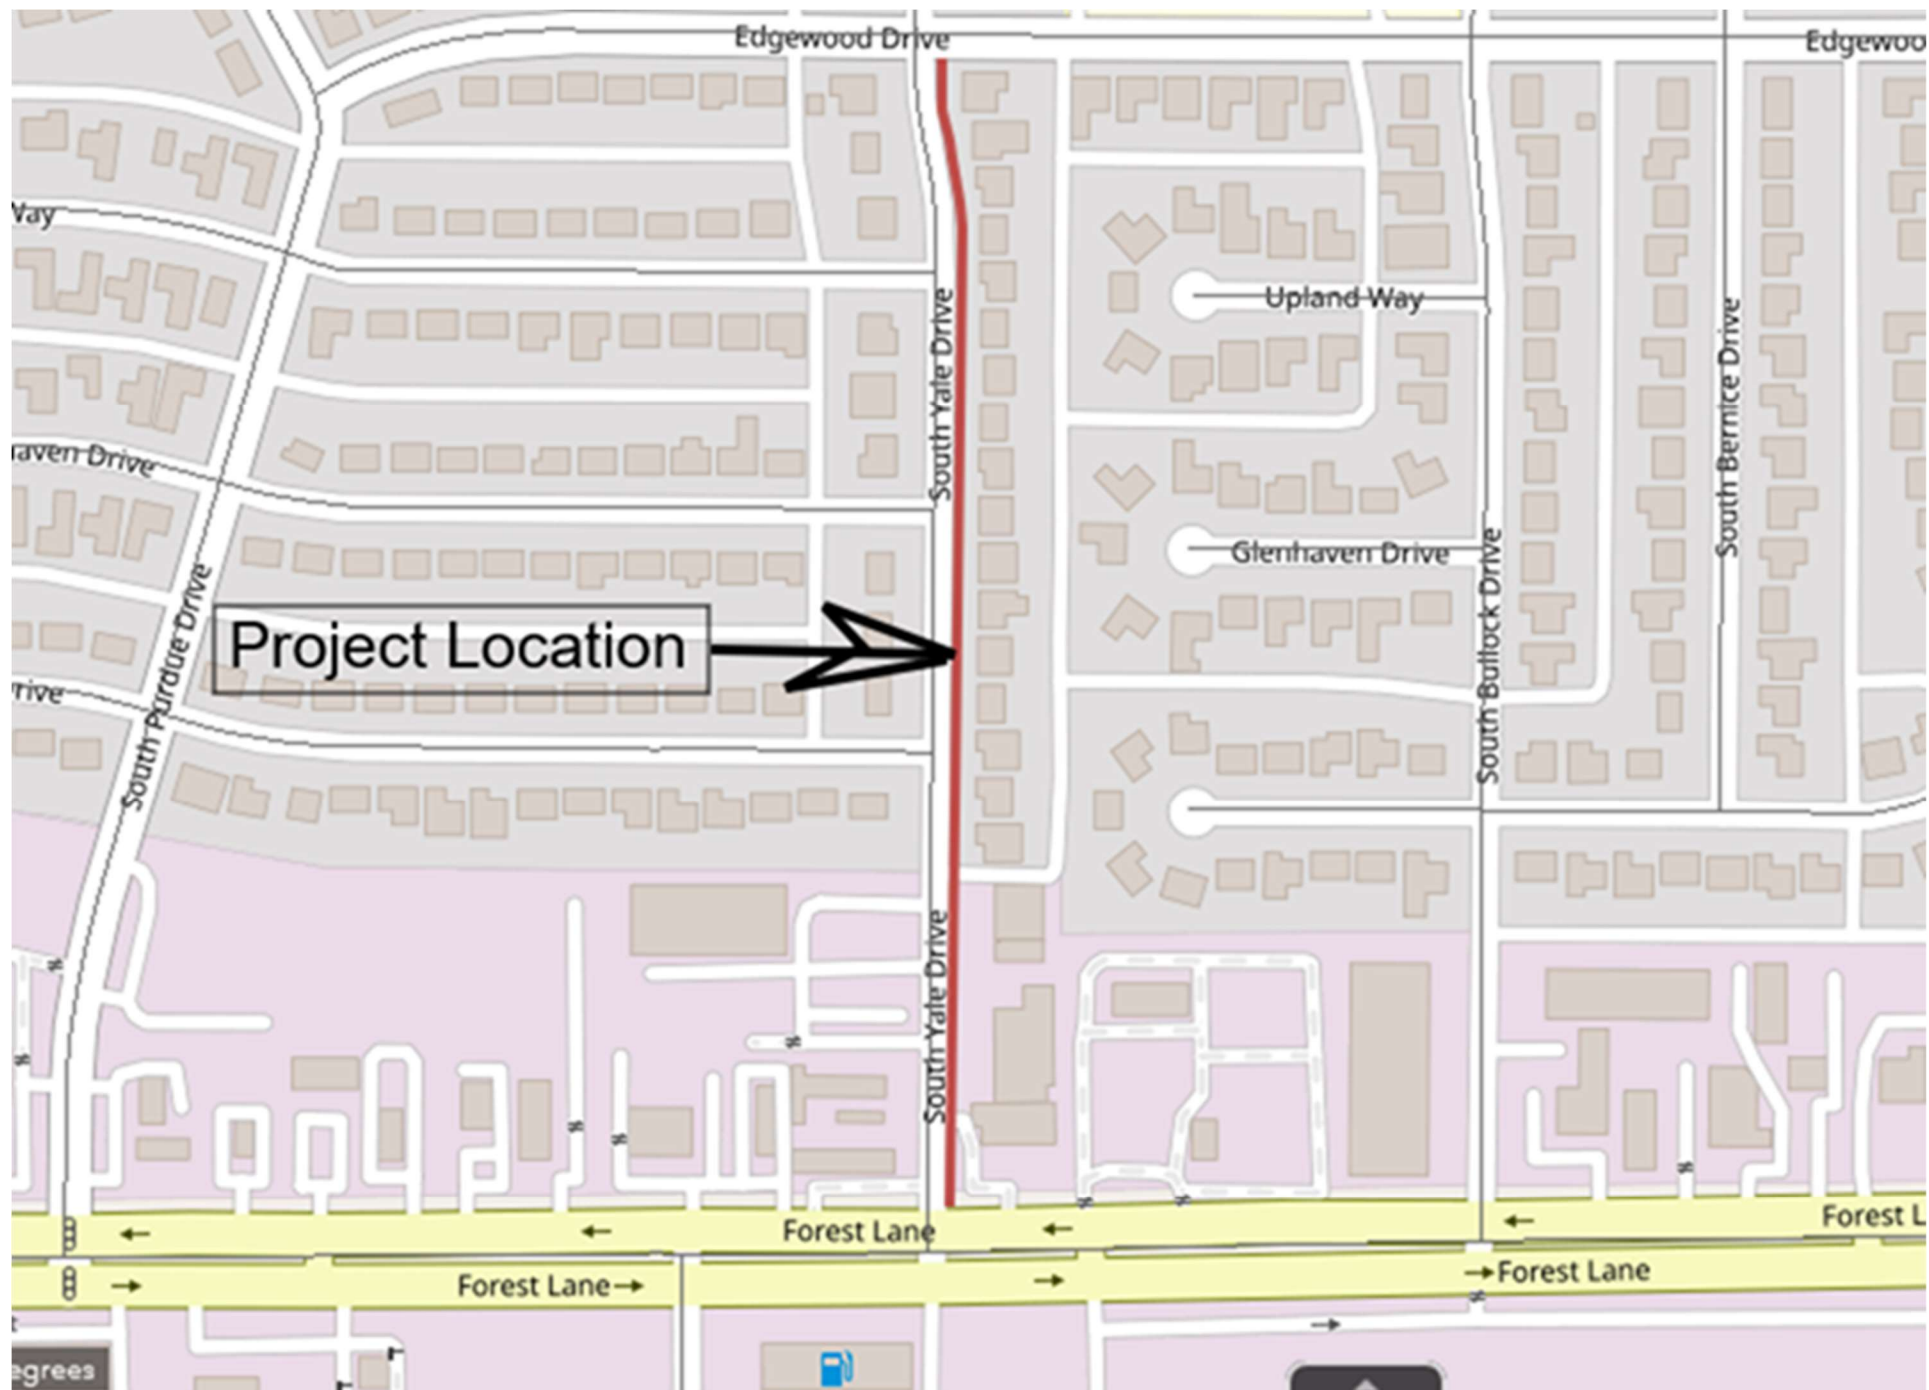 Edgewood Drive
Edgewoo
Way
Upland Way
South Yale Drive
South Bernice Drive
aven Drive
Glenhaven Drive
South Bullock Drive
South Purdue Drive
Project Location
rive
South Yale Drive
Forest Lane
Forest L
Forest Lane
Forest Lane
egrees